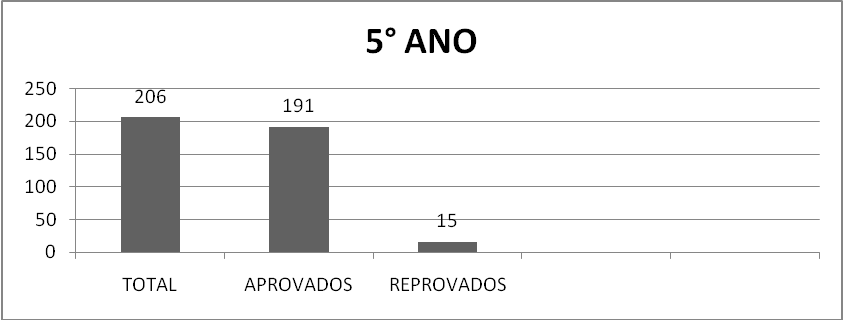 5° ANO
250
200
150
100
50
0
206
191
15
TOTAL
APROVADOS
REPROVADOS